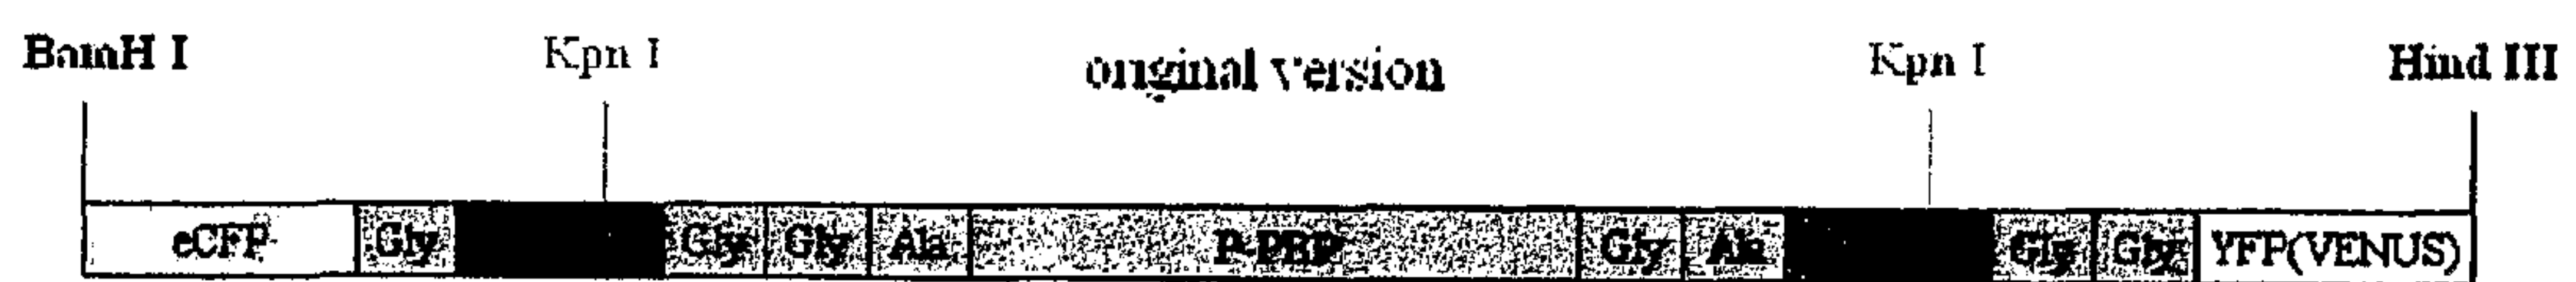 BamH I Kpn I original version Kpn I Hind III
eCFP Gly Gly Gly Ala P-PBP Gly Ala Gly Gly YFP(VENUS)